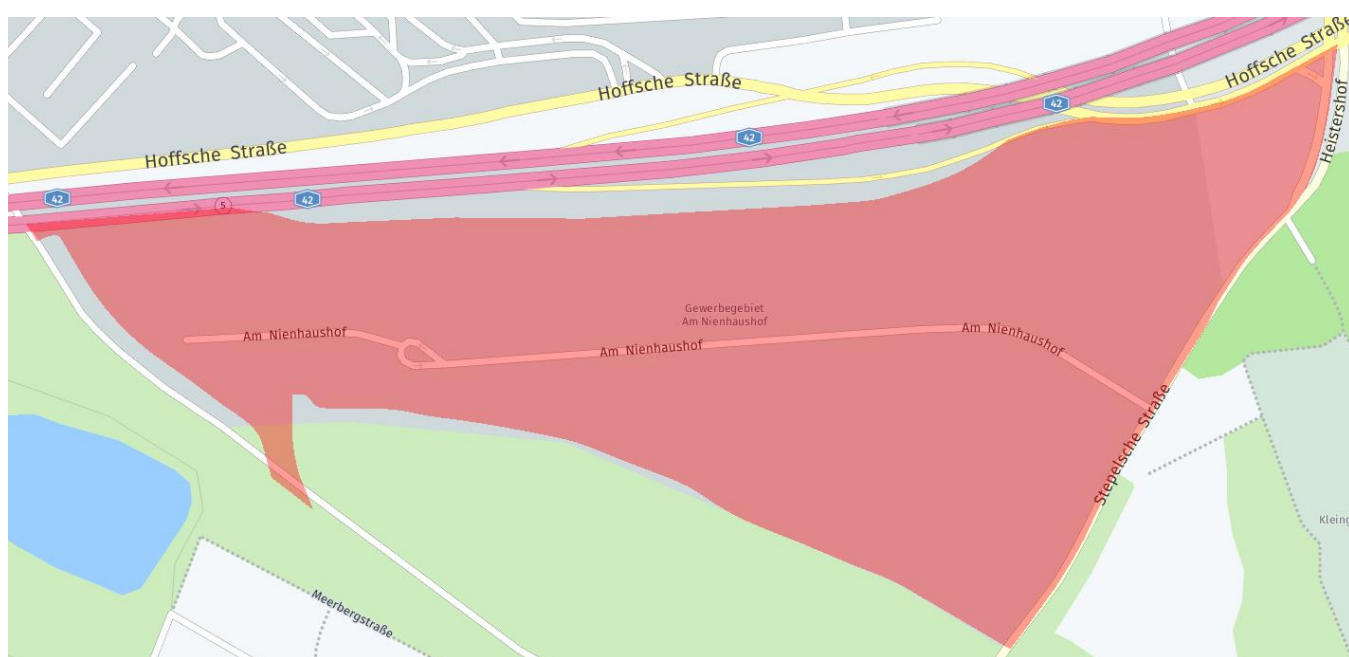 Hoffsche Straße
Hoffsche Straße
42
42
Hoffsche Straße
Heistershof
42
5
42
Gewerbegebiet
Am Nienhaushof
Am Nienhaushof
Am Nienhaushof
Am Nienhaushof
Stepelsche Straße
Kleing
Meerbergstraße